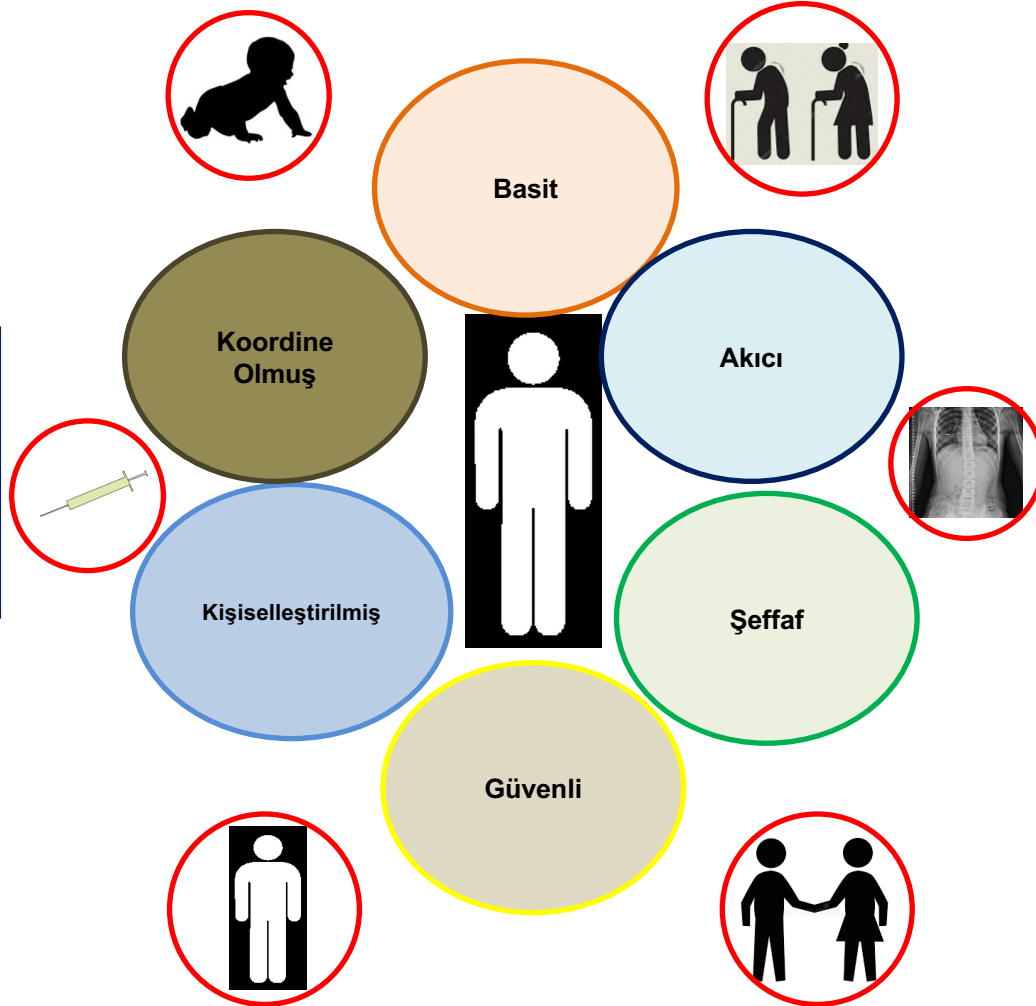 Basit
Koordine
Olmuş
Akıcı
Kişiselleştirilmiş
Şeffaf
Güvenli